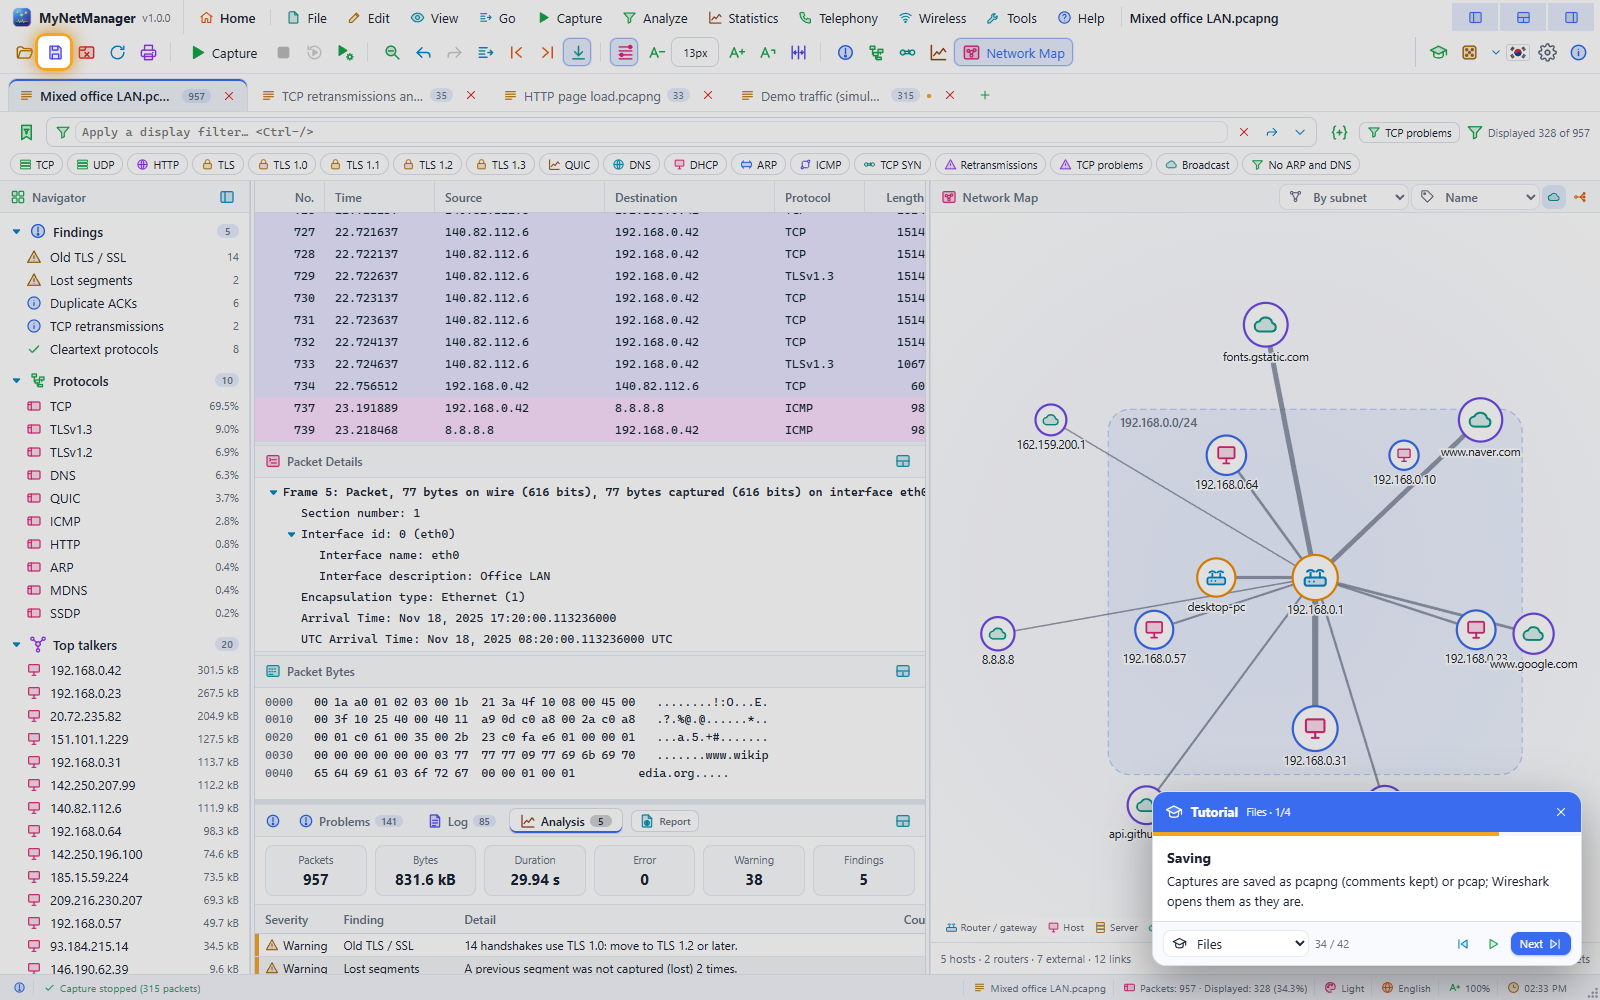 MyNetManager v1.0.0
Home File Edit View Go Capture Analyze Statistics Telephony Wireless Tools Help Mixed office LAN.pcapng
Capture A− 13px A+ Network Map
Mixed office LAN.pc... 957
TCP retransmissions an... 35
HTTP page load.pcapng 33
Demo traffic (simul... 315
Apply a display filter… <Ctrl-/>
TCP problems Displayed 328 of 957
TCP UDP HTTP TLS TLS 1.0 TLS 1.1 TLS 1.2 TLS 1.3 QUIC DNS DHCP ARP ICMP TCP SYN Retransmissions TCP problems Broadcast No ARP and DNS
Navigator
Findings 5
Old TLS / SSL 14
Lost segments 2
Duplicate ACKs 6
TCP retransmissions 2
Cleartext protocols 8
Protocols 10
TCP 69.5%
TLSv1.3 9.0%
TLSv1.2 6.9%
DNS 6.3%
QUIC 3.7%
ICMP 2.8%
HTTP 0.8%
ARP 0.4%
MDNS 0.4%
SSDP 0.2%
Top talkers 20
192.168.0.42 301.5 kB
192.168.0.23 267.5 kB
20.72.235.82 204.9 kB
151.101.1.229 127.5 kB
192.168.0.31 113.7 kB
142.250.207.99 112.2 kB
140.82.112.6 111.9 kB
192.168.0.64 98.3 kB
142.250.196.100 74.6 kB
185.15.59.224 73.5 kB
209.216.230.207 69.3 kB
192.168.0.57 49.7 kB
93.184.215.14 34.5 kB
146.190.62.39 9.6 kB
No. Time Source Destination Protocol Length
727 22.721637 140.82.112.6 192.168.0.42 TCP 1514
728 22.722137 140.82.112.6 192.168.0.42 TCP 1514
729 22.722637 140.82.112.6 192.168.0.42 TLSv1.3 1514
730 22.723137 140.82.112.6 192.168.0.42 TCP 1514
731 22.723637 140.82.112.6 192.168.0.42 TCP 1514
732 22.724137 140.82.112.6 192.168.0.42 TCP 1514
733 22.724637 140.82.112.6 192.168.0.42 TLSv1.3 1067
734 22.756512 192.168.0.42 140.82.112.6 TCP 60
737 23.191889 192.168.0.42 8.8.8.8 ICMP 98
739 23.218468 8.8.8.8 192.168.0.42 ICMP 98
Packet Details
Frame 5: Packet, 77 bytes on wire (616 bits), 77 bytes captured (616 bits) on interface eth0
Section number: 1
Interface id: 0 (eth0)
Interface name: eth0
Interface description: Office LAN
Encapsulation type: Ethernet (1)
Arrival Time: Nov 18, 2025 17:20:00.113236000
UTC Arrival Time: Nov 18, 2025 08:20:00.113236000 UTC
Packet Bytes
0000 00 1a a0 01 02 03 00 1b 21 3a 4f 10 08 00 45 00 ........!:O...E.
0010 00 3f 10 25 40 00 40 11 a9 0d c0 a8 00 2a c0 a8 .?.%@.@......*..
0020 00 01 c0 61 00 35 00 2b 23 c0 fa e6 01 00 00 01 ...a.5.+#.......
0030 00 00 00 00 00 00 03 77 77 77 09 77 69 6b 69 70 .......www.wikip
0040 65 64 69 61 03 6f 72 67 00 00 01 00 01 edia.org.....
Problems 141 Log 85 Analysis 5 Report
Packets Bytes Duration Error Warning Findings
957 831.6 kB 29.94 s 0 38 5
Severity Finding Detail Cou
Warning Old TLS / SSL 14 handshakes use TLS 1.0: move to TLS 1.2 or later.
Warning Lost segments A previous segment was not captured (lost) 2 times.
Network Map By subnet Name
fonts.gstatic.com
162.159.200.1
192.168.0.0/24
www.naver.com
192.168.0.64
192.168.0.10
desktop-pc
192.168.0.1
8.8.8.8
192.168.0.57
192.168.0.23
www.google.com
192.168.0.31
api.githu
Router / gateway Host Server
5 hosts · 2 routers · 7 external · 12 links
Tutorial Files · 1/4
Saving
Captures are saved as pcapng (comments kept) or pcap; Wireshark
opens them as they are.
Files 34 / 42 Next
Capture stopped (315 packets)
Mixed office LAN.pcapng Packets: 957 · Displayed: 328 (34.3%) Light English 100% 02:33 PM